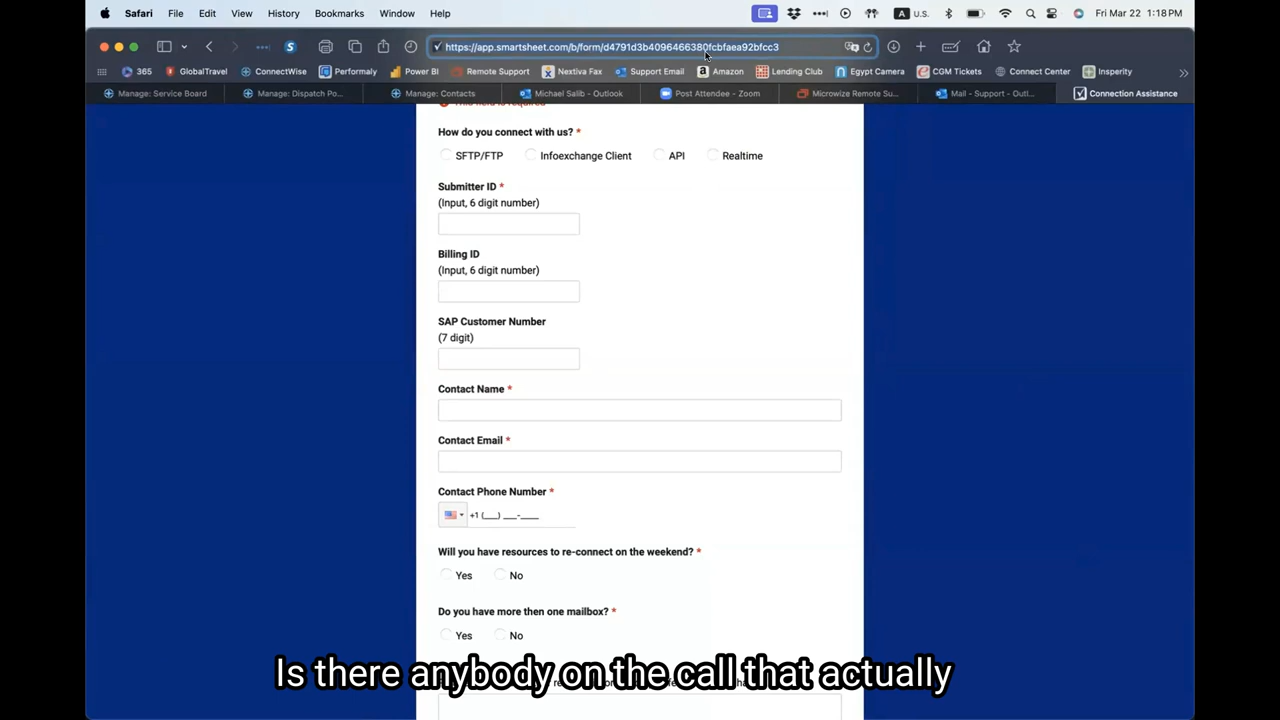 Safari File Edit View History Bookmarks Window Help A U.S. Fri Mar 22 1:18 PM
https://app.smartsheet.com/b/form/d4791d3b4096466380fcbfaea92bfcc3
365 GlobalTravel ConnectWise Performaly Power BI Remote Support Nextiva Fax Support Email Amazon Lending Club Egypt Camera CGM Tickets Connect Center Insperity
Manage: Service Board Manage: Dispatch Po... Manage: Contacts Michael Salib - Outlook Post Attendee - Zoom Microwize Remote Su... Mail - Support - Outl... Connection Assistance
This field is required
How do you connect with us? *
SFTP/FTP Infoexchange Client API Realtime
Submitter ID *
(Input, 6 digit number)
Billing ID
(Input, 6 digit number)
SAP Customer Number
(7 digit)
Contact Name *
Contact Email *
Contact Phone Number *
+1 (___) ___-____
Will you have resources to re-connect on the weekend? *
Yes No
Do you have more then one mailbox? *
Yes No
Is there anybody on the call that actually